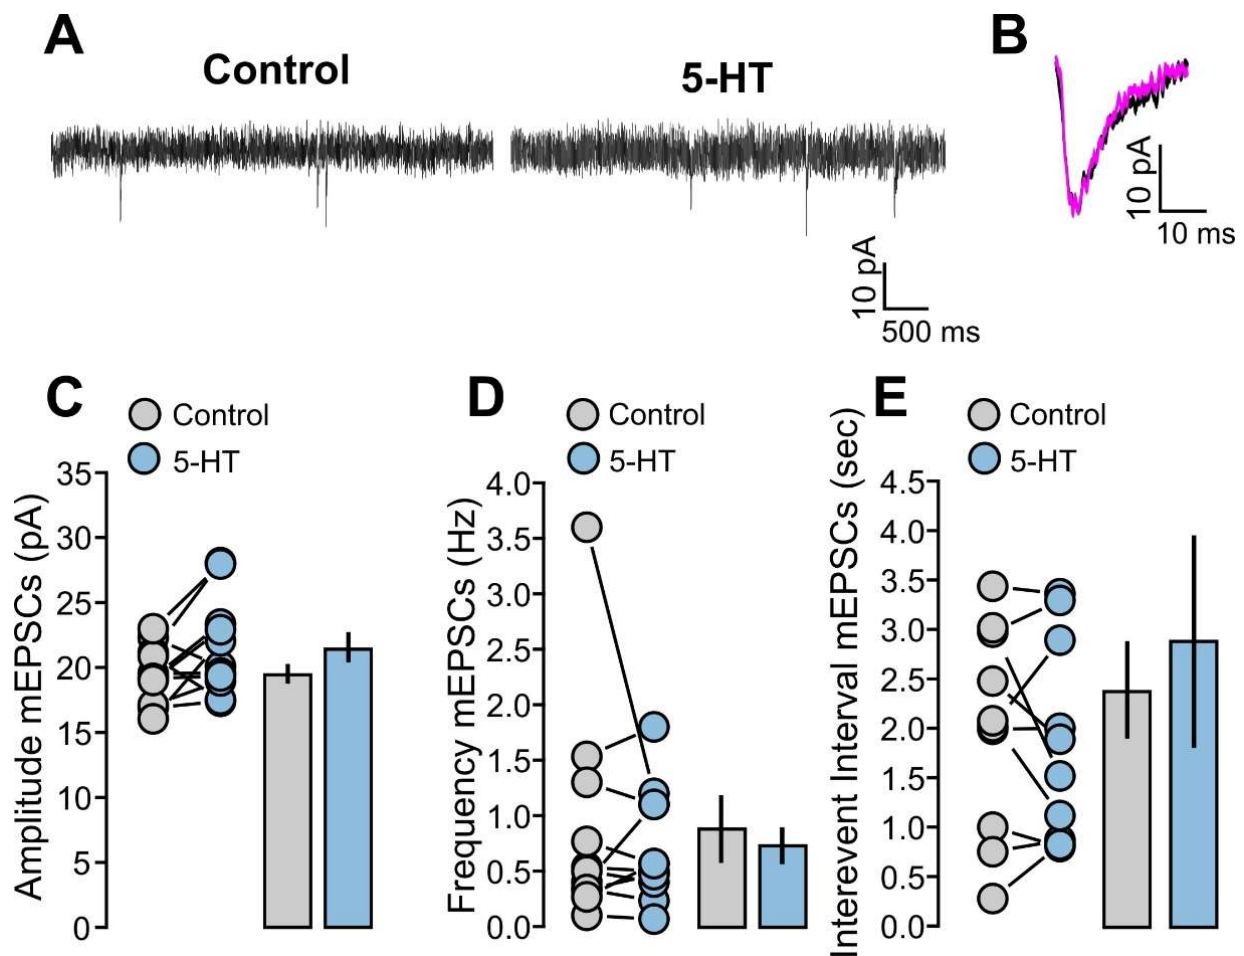 A
Control
5-HT
10 pA
500 ms
B
10 pA
10 ms
C
Control
5-HT
Amplitude mEPSCs (pA)
35
30
25
20
15
10
5
0
D
Control
5-HT
Frequency mEPSCs (Hz)
4.0
3.5
3.0
2.5
2.0
1.5
1.0
0.5
0.0
E
Control
5-HT
Interevent Interval mEPSCs (sec)
4.5
4.0
3.5
3.0
2.5
2.0
1.5
1.0
0.5
0.0